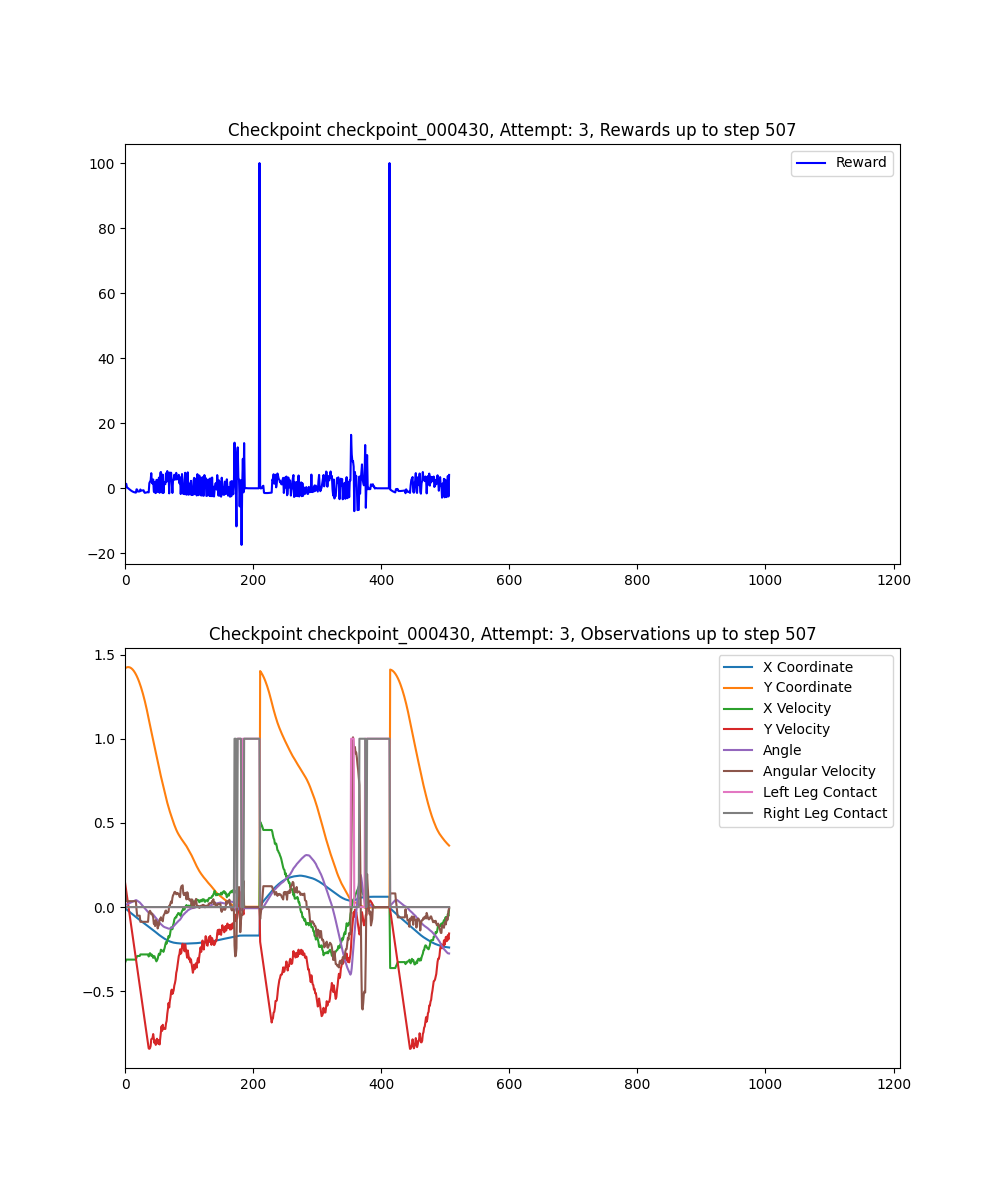 Checkpoint checkpoint_000430, Attempt: 3, Rewards up to step 507
100
80
60
40
20
0
−20
Reward
0 200 400 600 800 1000 1200
Checkpoint checkpoint_000430, Attempt: 3, Observations up to step 507
1.5
1.0
0.5
0.0
−0.5
X Coordinate
Y Coordinate
X Velocity
Y Velocity
Angle
Angular Velocity
Left Leg Contact
Right Leg Contact
0 200 400 600 800 1000 1200